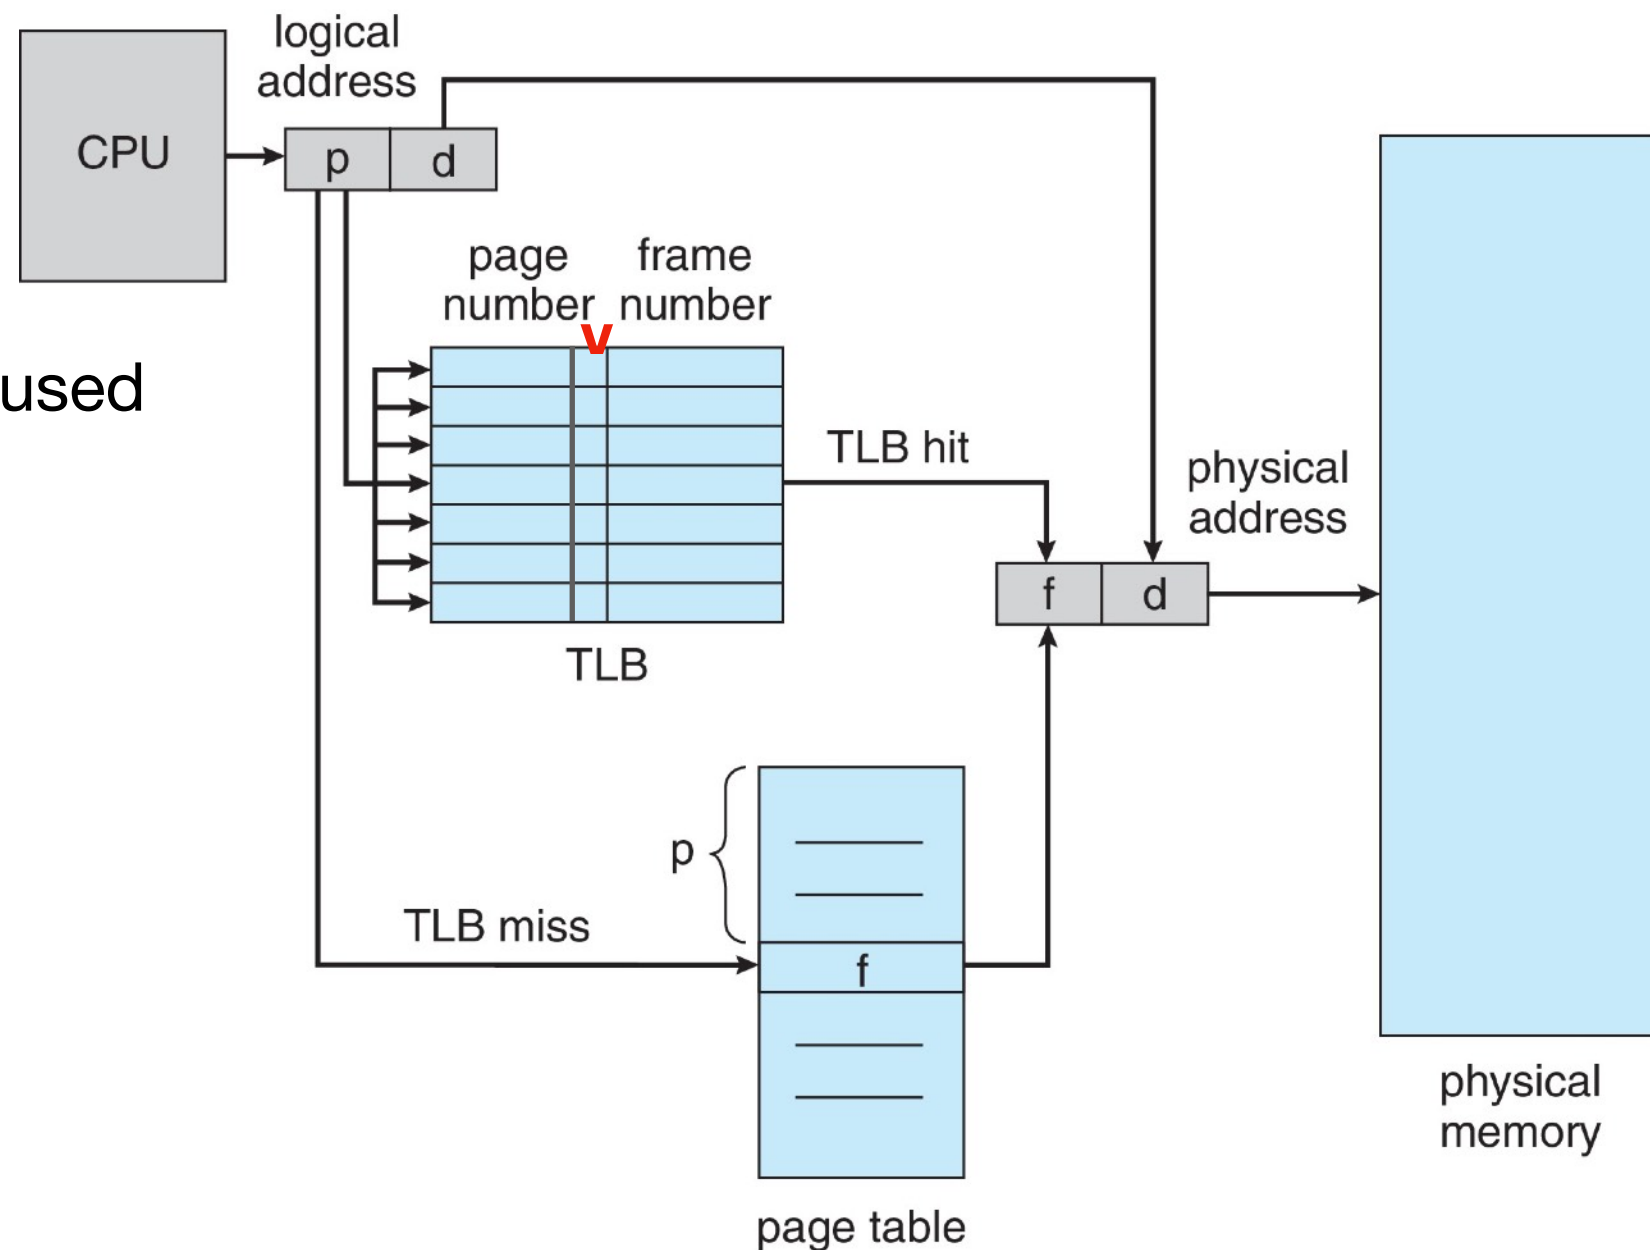 logical
address
CPU
p
d
page
number
frame
number
v
used
TLB hit
physical
address
f
d
TLB
p
TLB miss
f
physical
memory
page table